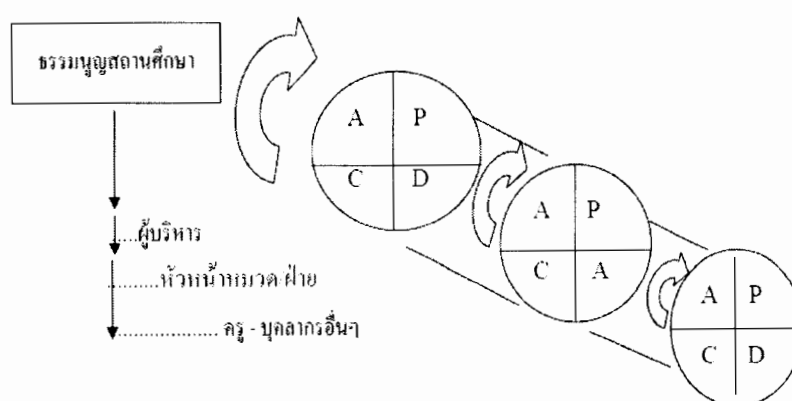 ธรรมนูญสถานศึกษา
A P
C D
A P
C A
A P
C D
.....ผู้บริหาร
.........หัวหน้าหมวด-ฝ่าย
................. ครู - บุคลากรอื่นๆ